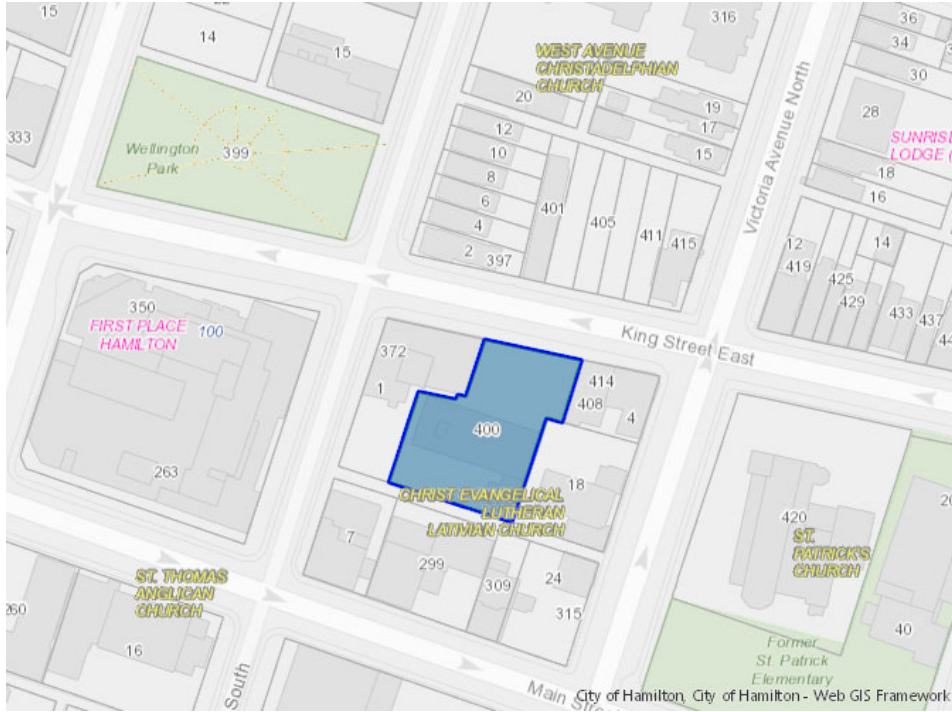 15
22
14
15
316
36
34
30
333
WEST AVENUE
CHRISTADELPHIAN
CHURCH
20
19
17
15
28
SUNRISE
LODGE
Wellington
Park
399
12
10
8
6
4
2
397
401
405
411
415
Victoria Avenue North
18
16
14
12
419
425
429
433
437
350
FIRST PLACE
HAMILTON
100
King Street East
372
1
414
408
4
400
263
CHRIST EVANGELICAL
LUTHERAN
LATIVIAN CHURCH
18
7
299
309
24
315
420
ST.
PATRICK'S
CHURCH
ST. THOMAS
ANGLICAN
CHURCH
260
16
40
Former
St. Patrick
Elementary
South
Main Street
City of Hamilton, City of Hamilton - Web GIS Framework